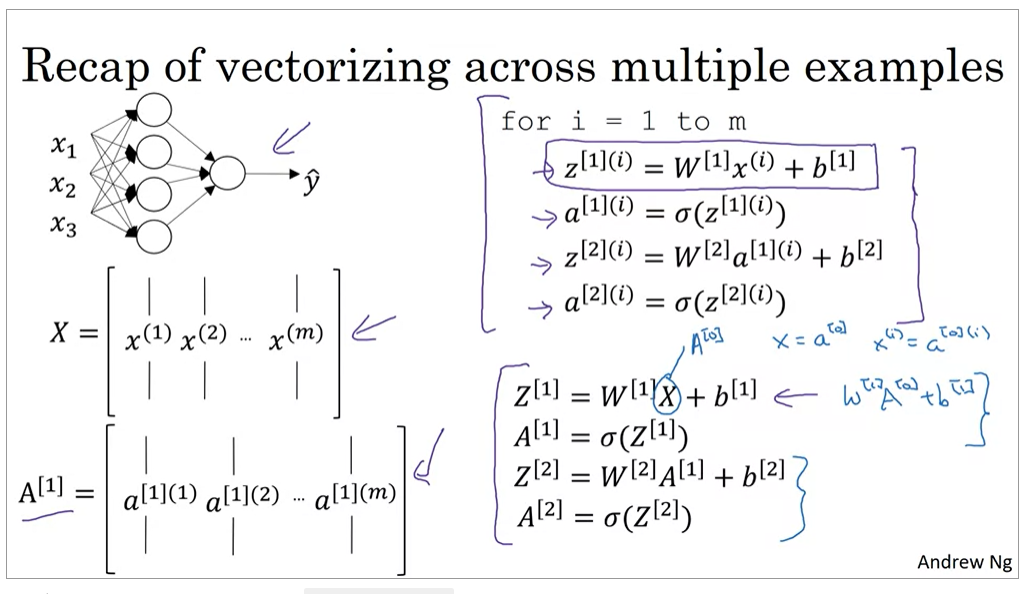 Recap of vectorizing across multiple examples
x₁
x₂
x₃
ŷ
X = [x⁽¹⁾ x⁽²⁾ ... x⁽ᵐ⁾]
A[1] = [a[1](1) a[1](2) ... a[1](m)]
for i = 1 to m
z[1](i) = W[1]x(i) + b[1]
a[1](i) = σ(z[1](i))
z[2](i) = W[2]a[1](i) + b[2]
a[2](i) = σ(z[2](i))
A[0] x = a[0] x(i) = a[0](i)
Z[1] = W[1]X + b[1] ← W[1]A[0] + b[1]
A[1] = σ(Z[1])
Z[2] = W[2]A[1] + b[2]
A[2] = σ(Z[2])
Andrew Ng